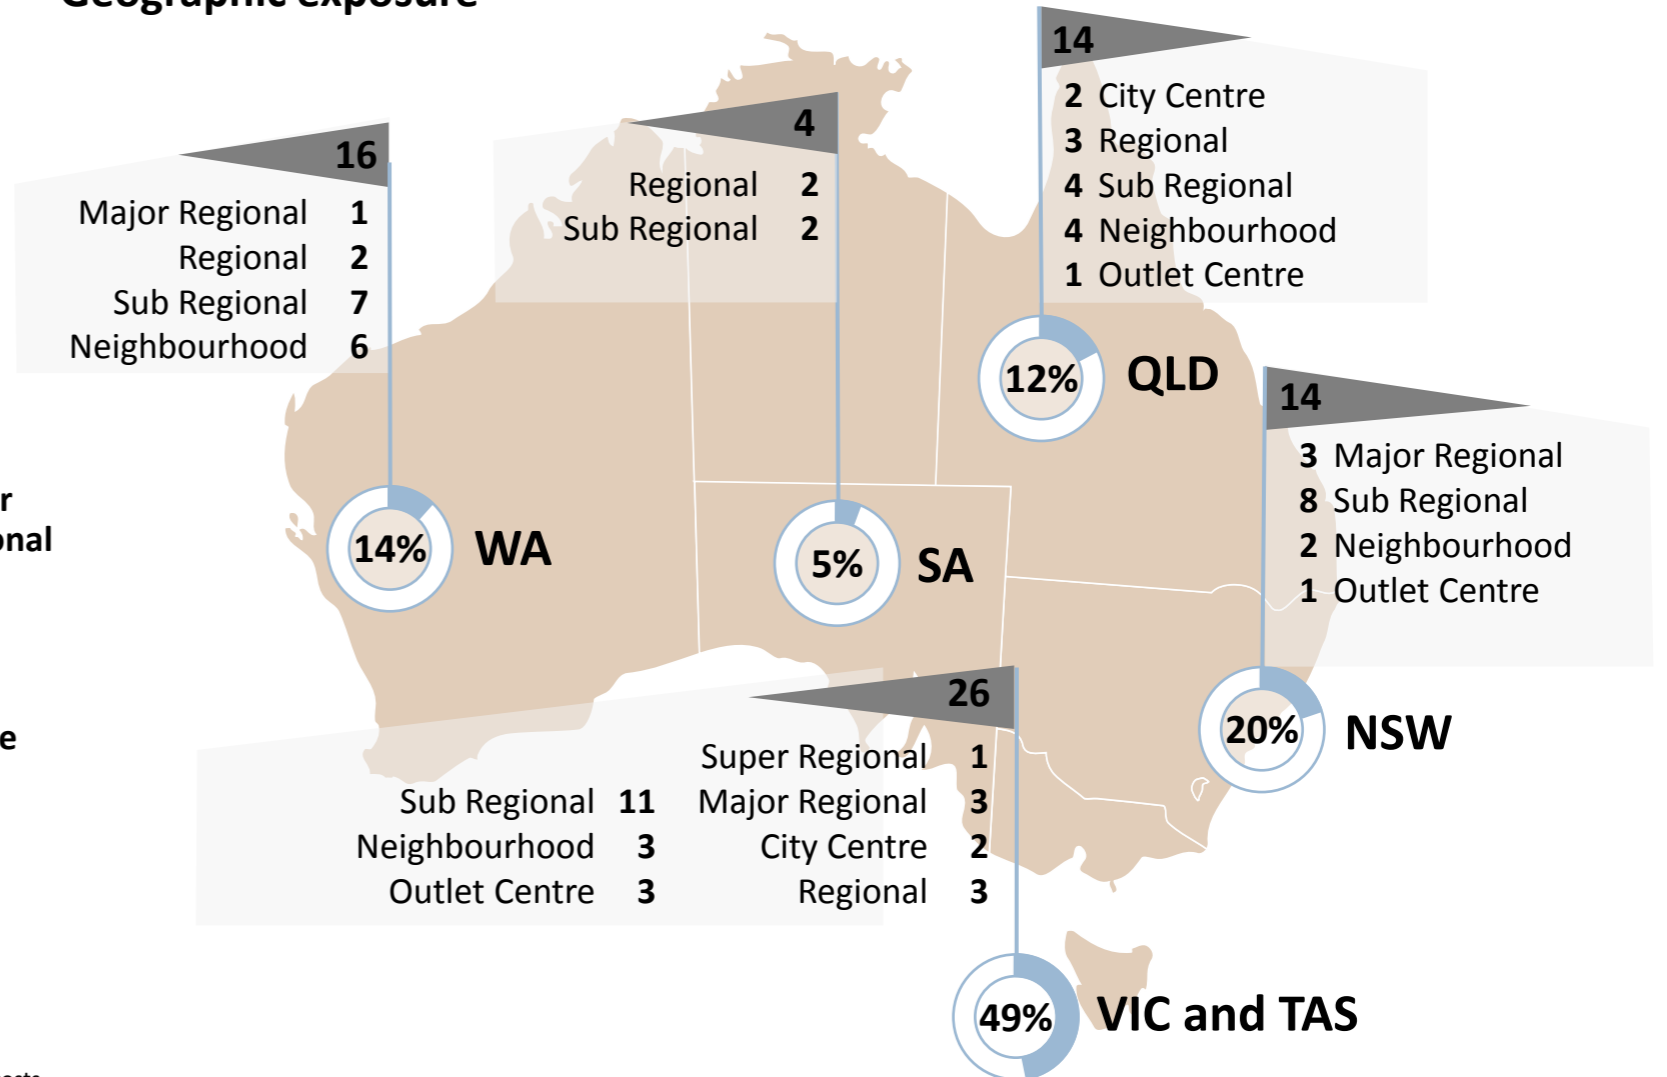 Geographic exposure
14
2 City Centre
3 Regional
4 Sub Regional
4 Neighbourhood
1 Outlet Centre
12% QLD
4
Regional 2
Sub Regional 2
5% SA
16
Major Regional 1
Regional 2
Sub Regional 7
Neighbourhood 6
14% WA
14
3 Major Regional
8 Sub Regional
2 Neighbourhood
1 Outlet Centre
20% NSW
26
Super Regional 1
Sub Regional 11 Major Regional 3
Neighbourhood 3 City Centre 2
Outlet Centre 3 Regional 3
49% VIC and TAS
r
onal
e